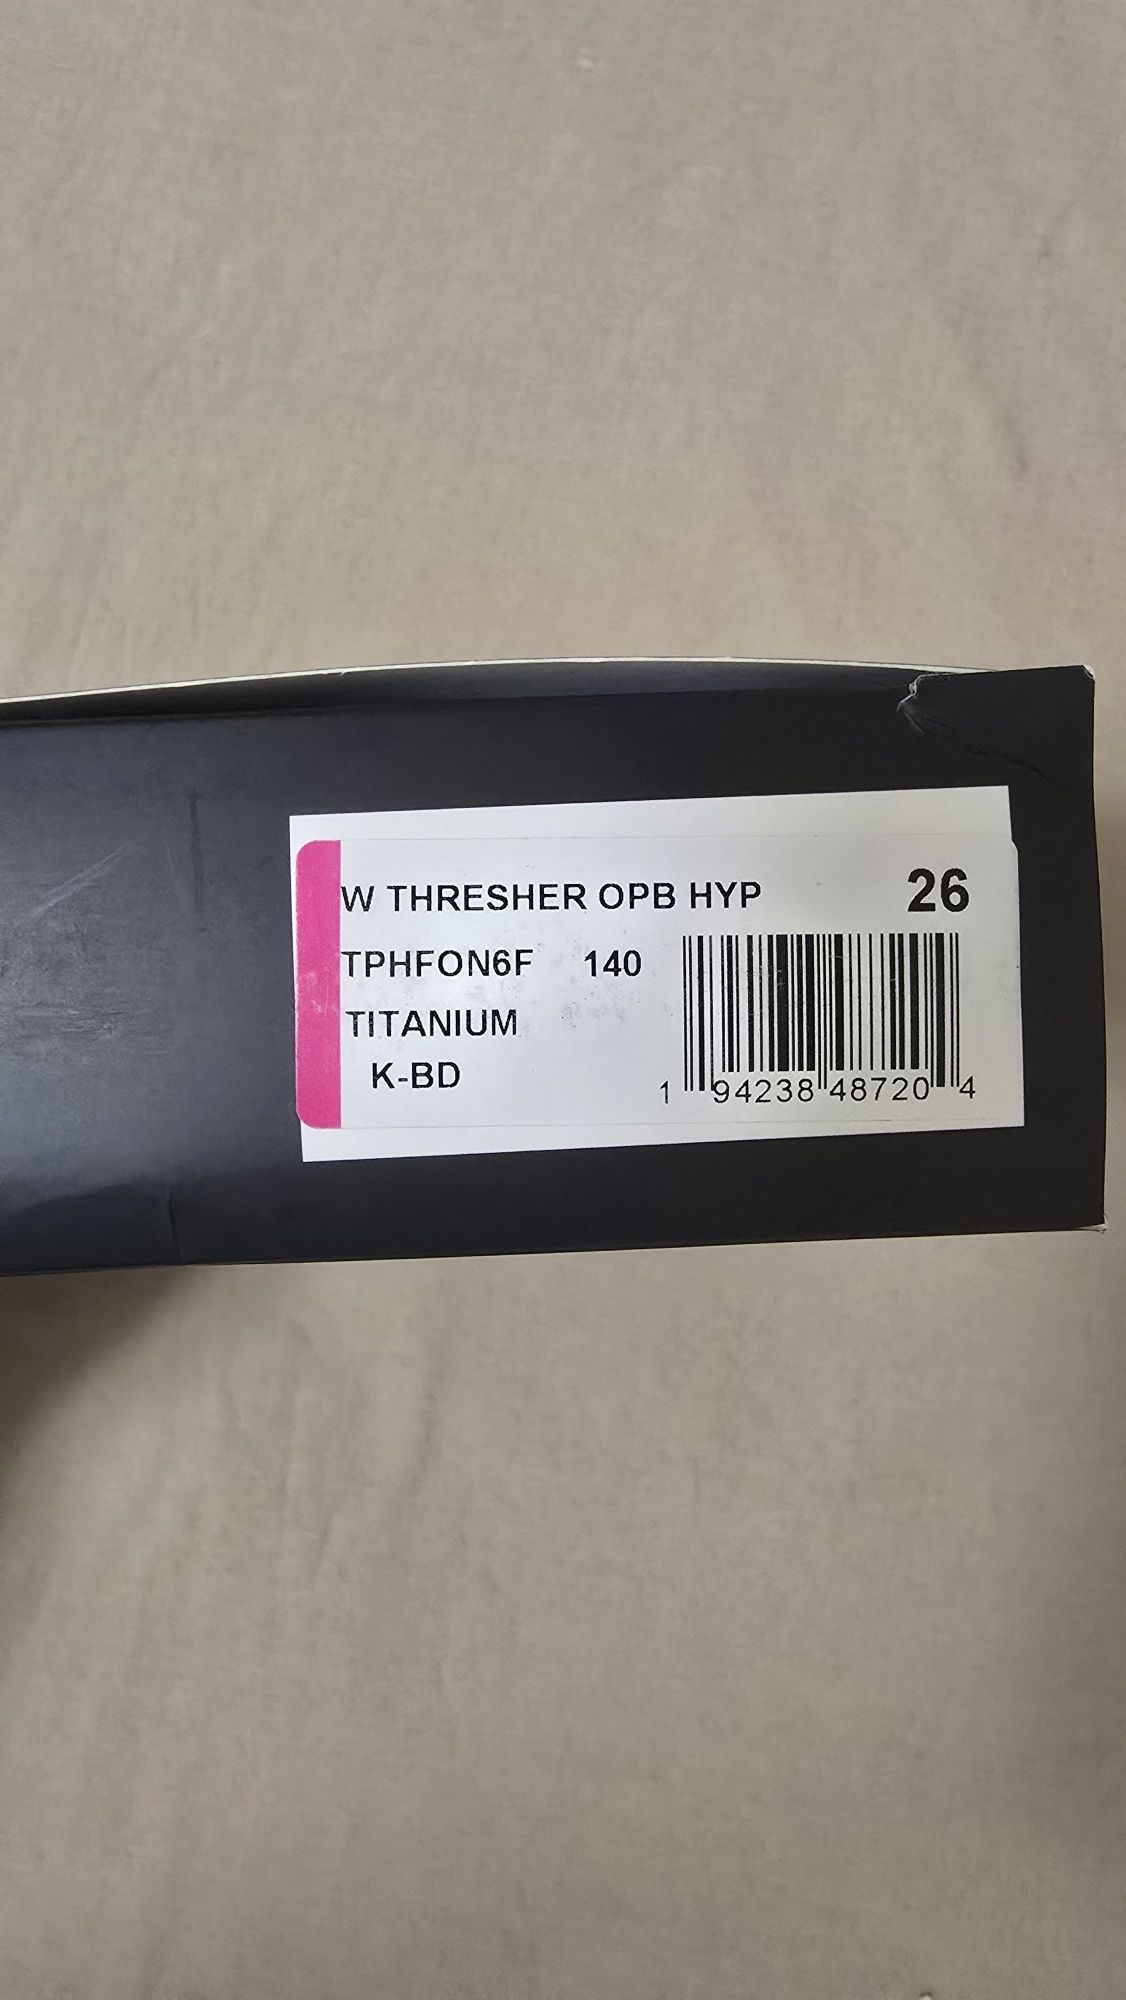 W THRESHER OPB HYP 26
TPHFON6F 140
TITANIUM
K-BD
1 94238 48720 4